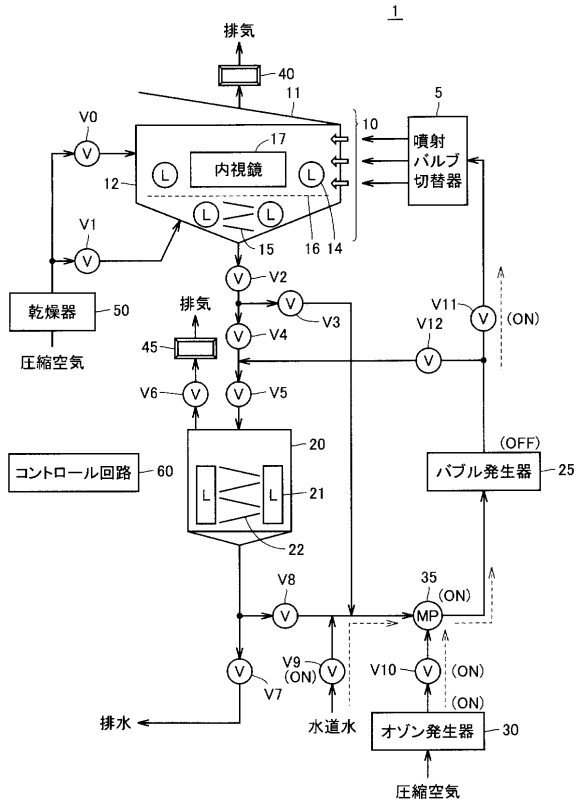 1
排気
40
11
10
5
噴射
バルブ
切替器
V0
V
17
内視鏡
12
L
L
14
L
L
16
15
V1
V
V2
V
V
V3
乾燥器
50
圧縮空気
排気
V4
V
45
V6
V
V
V5
V12
V
V11
V
(ON)
20
L
L
21
22
コントロール回路
60
(OFF)
バブル発生器
25
V8
V
35
(ON)
MP
V9
(ON)
V
V10
V
(ON)
V
V7
(ON)
排水
水道水
オゾン発生器
30
圧縮空気